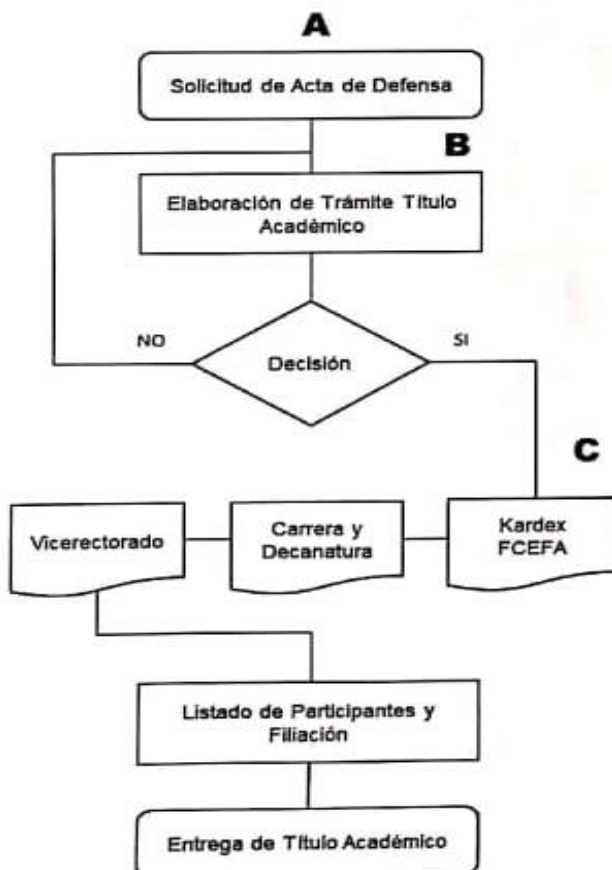 A
Solicitud de Acta de Defensa
B
Elaboración de Trámite Título
Académico
NO
Decisión
SI
C
Vicerectorado
Carrera y
Decanatura
Kardex
FCEFA
Listado de Participantes y
Filiación
Entrega de Título Académico